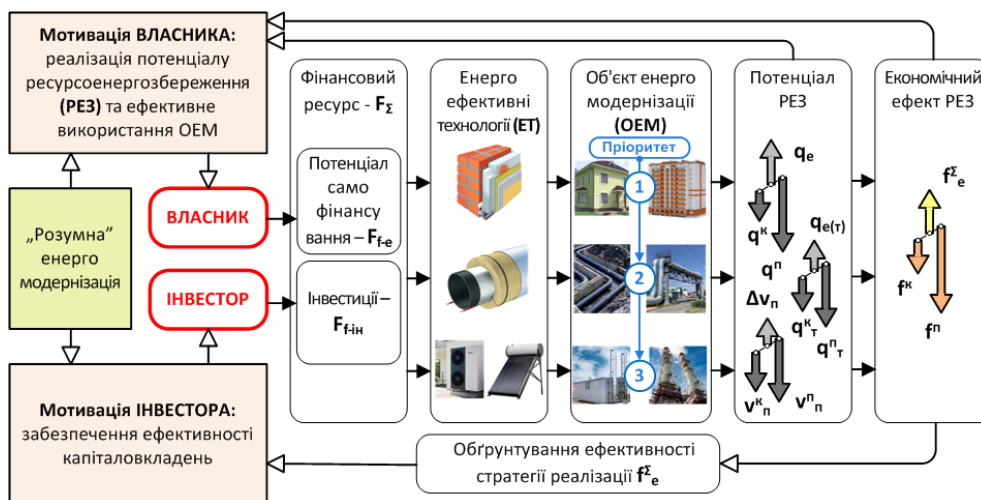 Мотивація ВЛАСНИКА:
реалізація потенціалу
ресурсоенергозбереження
(РЕЗ) та ефективне
використання ОЕМ
„Розумна”
енерго
модернізація
Мотивація ІНВЕСТОРА:
забезпечення ефективності
капіталовкладень
ВЛАСНИК
ІНВЕСТОР
Фінансовий
ресурс - FΣ
Потенціал
само
фінансу
вання – Ff-e
Інвестиції –
Ff-ін
Енерго
ефективні
технології (ЕТ)
Об'єкт енерго
модернізації
(ОЕМ)
Пріоритет
1
2
3
Потенціал
РЕЗ
qe
qк
qп
qе(т)
qкт
qпт
Δvп
vкп
vпп
Економічний
ефект РЕЗ
fΣe
fк
fп
Обґрунтування ефективності
стратегії реалізації fΣe